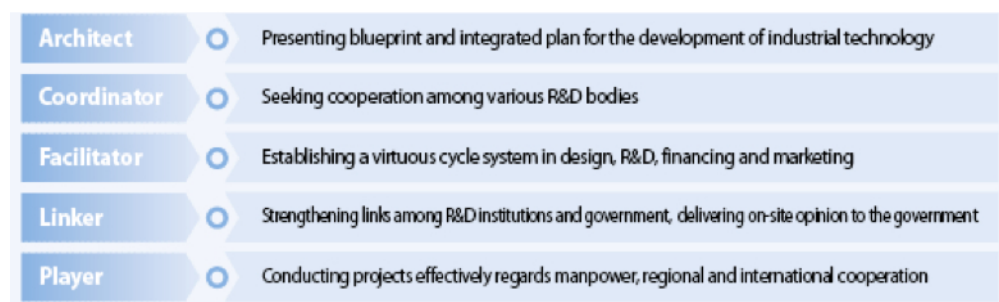 Architect Presenting blueprint and integrated plan for the development of industrial technology
Coordinator Seeking cooperation among various R&D bodies
Facilitator Establishing a virtuous cycle system in design, R&D, financing and marketing
Linker Strengthening links among R&D institutions and government, delivering on-site opinion to the government
Player Conducting projects effectively regards manpower, regional and international cooperation